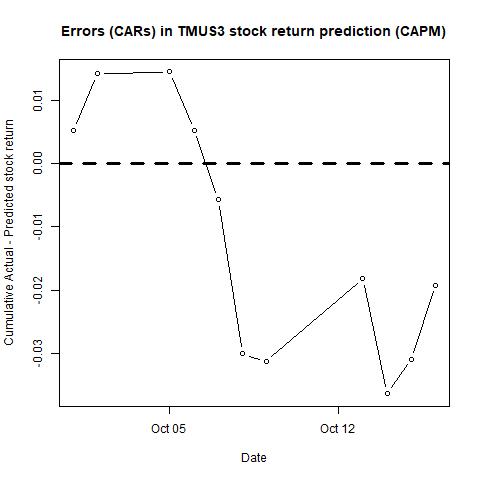 Errors (CARs) in TMUS3 stock return prediction (CAPM)
Cumulative Actual - Predicted stock return
0.01
0.00
-0.01
-0.02
-0.03
Oct 05
Oct 12
Date